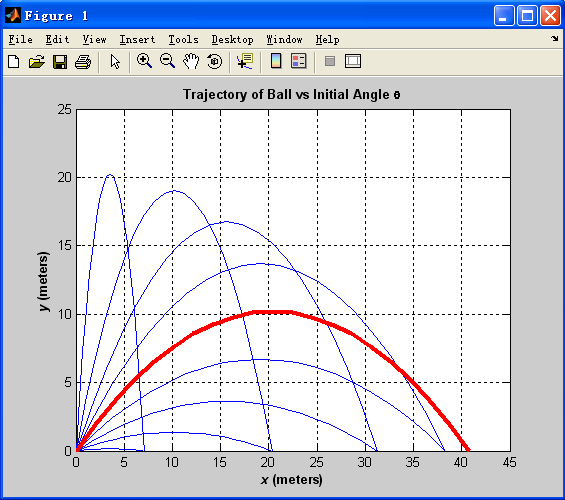 Figure 1
File Edit View Insert Tools Desktop Window Help
Trajectory of Ball vs Initial Angle θ
25
20
15
10
5
0
y (meters)
0 5 10 15 20 25 30 35 40 45
x (meters)